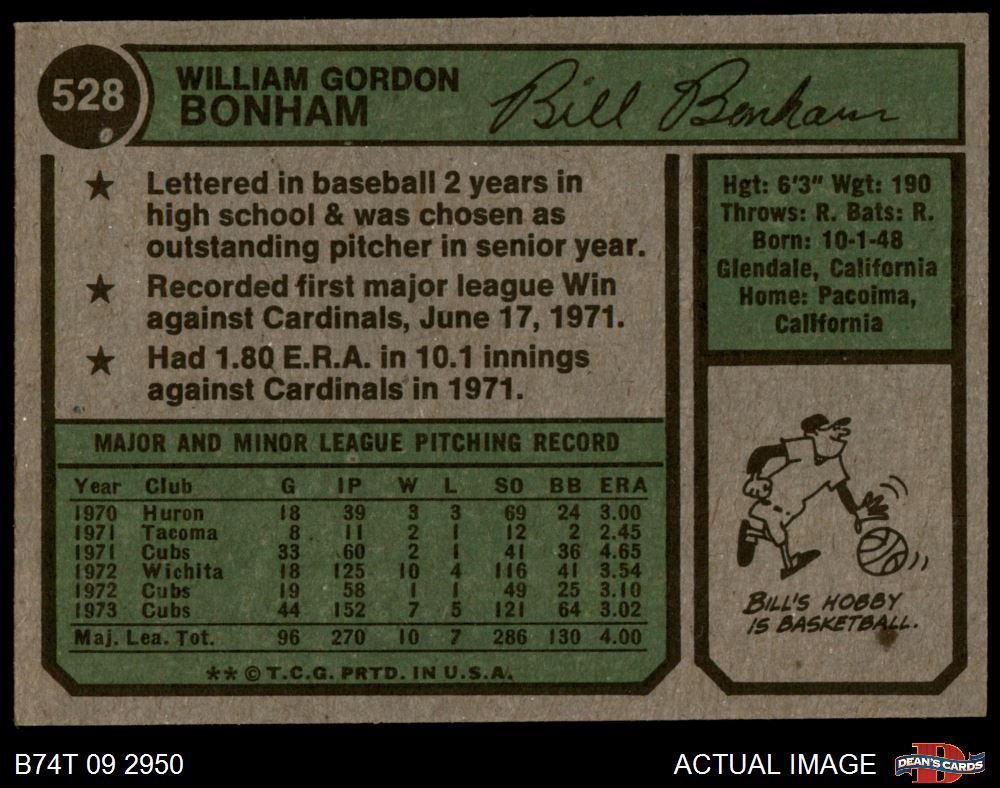 528
WILLIAM GORDON
BONHAM
Bill Bonham
★ Lettered in baseball 2 years in
high school & was chosen as
outstanding pitcher in senior year.
★ Recorded first major league Win
against Cardinals, June 17, 1971.
★ Had 1.80 E.R.A. in 10.1 innings
against Cardinals in 1971.
Hgt: 6'3" Wgt: 190
Throws: R. Bats: R.
Born: 10-1-48
Glendale, California
Home: Pacoima,
California
MAJOR AND MINOR LEAGUE PITCHING RECORD
Year Club G IP W L SO BB ERA
1970 Huron 18 39 3 3 69 24 3.00
1971 Tacoma 8 11 2 1 12 2 2.45
1971 Cubs 33 60 2 1 41 36 4.65
1972 Wichita 18 125 10 4 116 41 3.54
1972 Cubs 19 58 1 1 49 25 3.10
1973 Cubs 44 152 7 5 121 64 3.02
Maj. Lea. Tot. 96 270 10 7 286 130 4.00
** © T.C.G. PRTD. IN U.S.A.
BILL'S HOBBY
IS BASKETBALL.
B74T 09 2950
ACTUAL IMAGE
DEAN'S CARDS